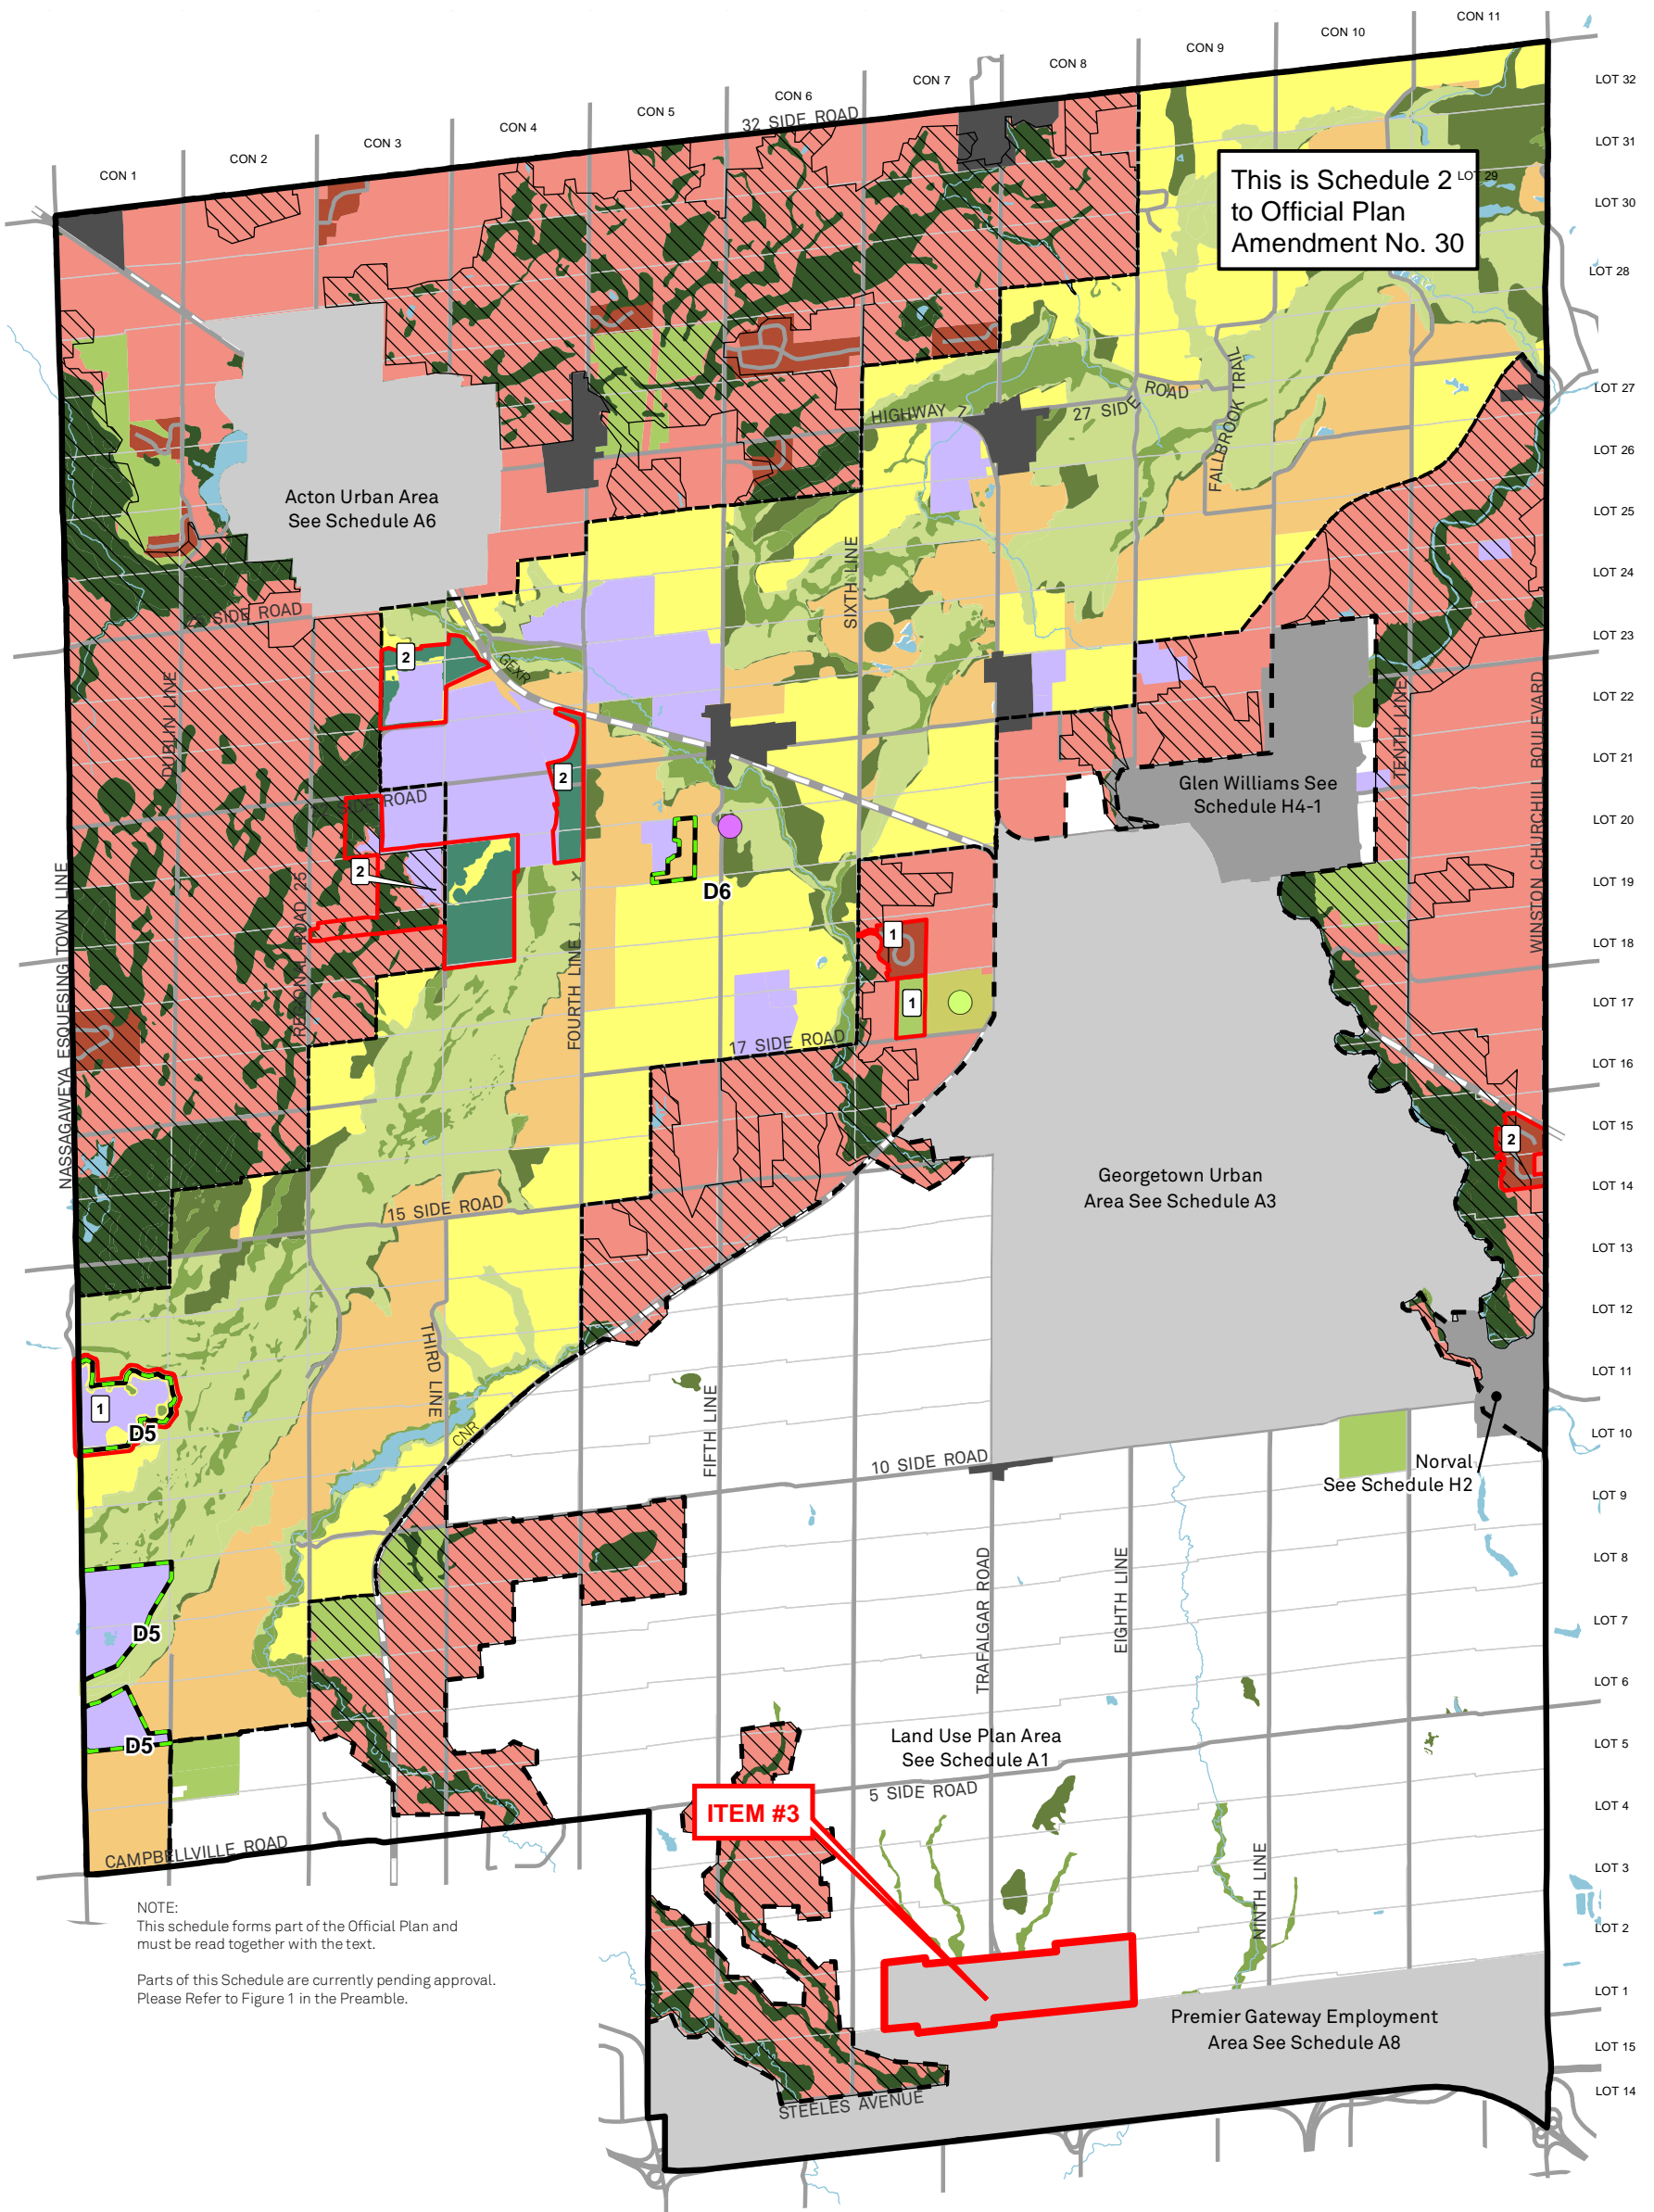 CON 11
CON 10
CON 9
CON 8
CON 7
CON 6
CON 5
CON 4
CON 3
CON 2
CON 1
32 SIDE ROAD
This is Schedule 2
to Official Plan
Amendment No. 30
LOT 29
LOT 32
LOT 31
LOT 30
LOT 28
LOT 27
LOT 26
LOT 25
LOT 24
LOT 23
LOT 22
LOT 21
LOT 20
LOT 19
LOT 18
LOT 17
LOT 16
LOT 15
LOT 14
LOT 13
LOT 12
LOT 11
LOT 10
LOT 9
LOT 8
LOT 7
LOT 6
LOT 5
LOT 4
LOT 3
LOT 2
LOT 1
LOT 15
LOT 14
HIGHWAY 7
27 SIDE ROAD
FALLBROOK TRAIL
Acton Urban Area
See Schedule A6
SIDE ROAD
SIXTH LINE
GEXR
2
2
2
DUBLIN LINE
ROAD
REGIONAL ROAD 25
NASSAGAWEYA ESQUESING TOWN LINE
TENTH LINE
WINSTON CHURCHILL BOULEVARD
Glen Williams See
Schedule H4-1
D6
1
1
FOURTH LINE
17 SIDE ROAD
2
Georgetown Urban
Area See Schedule A3
15 SIDE ROAD
THIRD LINE
CNR
1
D5
FIFTH LINE
10 SIDE ROAD
Norval
See Schedule H2
D5
TRAFALGAR ROAD
EIGHTH LINE
D5
Land Use Plan Area
See Schedule A1
5 SIDE ROAD
ITEM #3
CAMPBELLVILLE ROAD
NINTH LINE
NOTE:
This schedule forms part of the Official Plan and
must be read together with the text.
Parts of this Schedule are currently pending approval.
Please Refer to Figure 1 in the Preamble.
Premier Gateway Employment
Area See Schedule A8
STEELES AVENUE